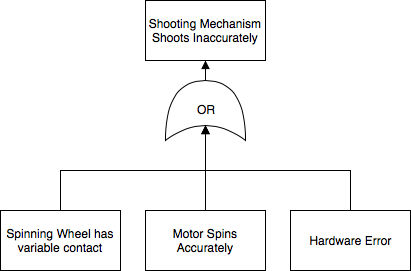 Shooting Mechanism
Shoots Inaccurately
OR
Spinning Wheel has
variable contact
Motor Spins
Accurately
Hardware Error